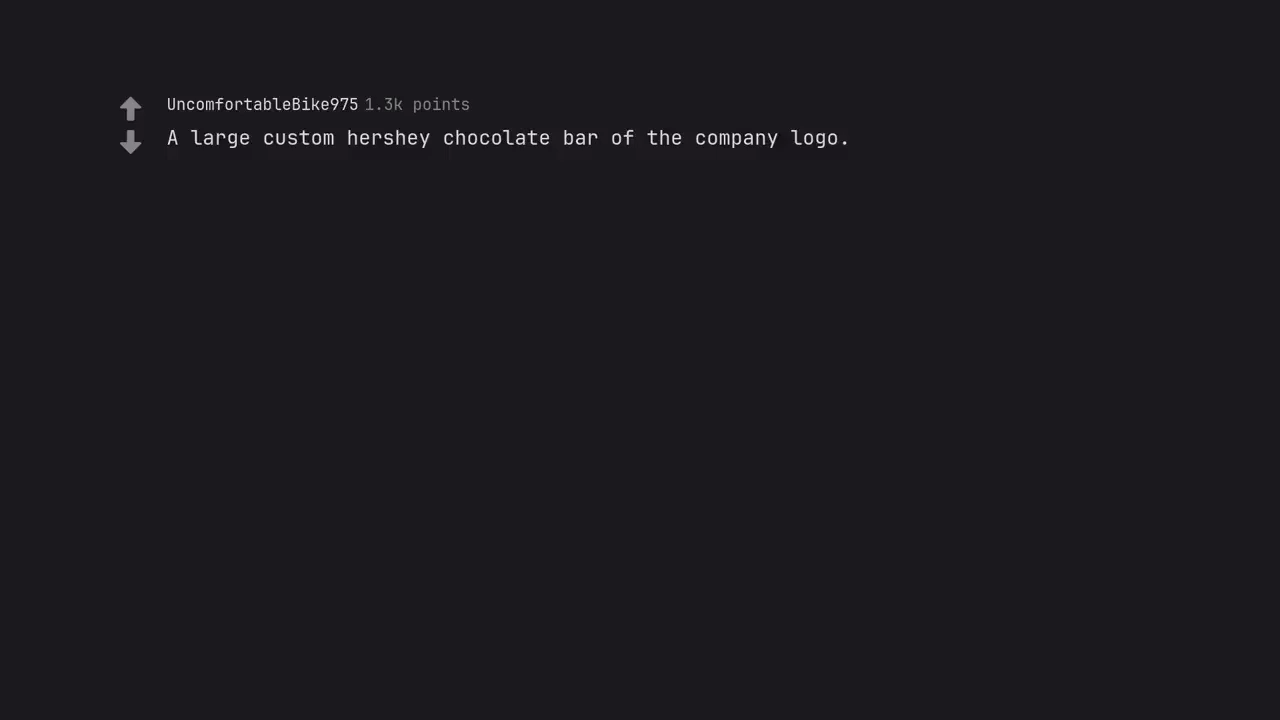 UncomfortableBike975 1.3k points
A large custom hershey chocolate bar of the company logo.